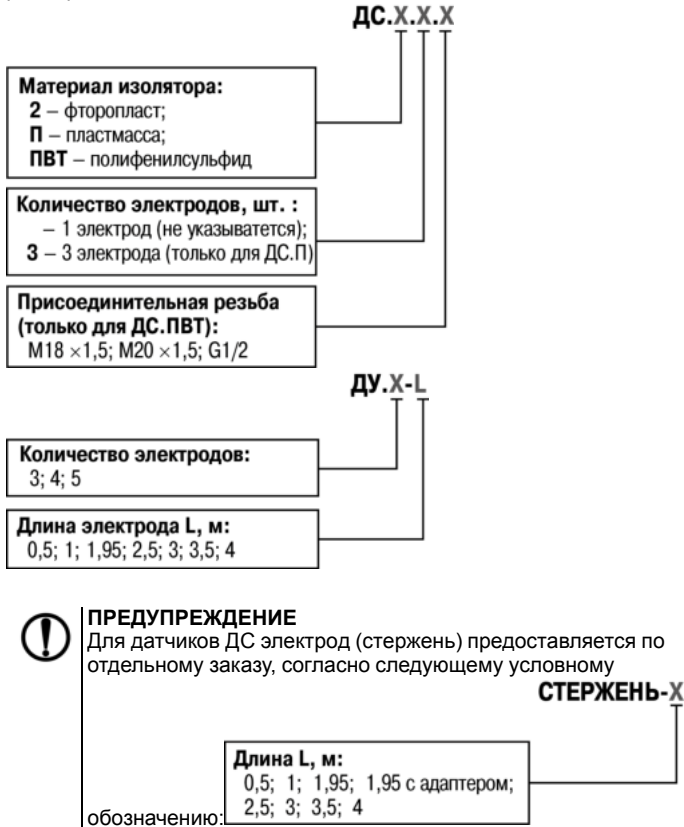 ДС.X.X.X
Материал изолятора:
2 – фторопласт;
П – пластмасса;
ПВТ – полифенилсульфид
Количество электродов, шт. :
– 1 электрод (не указыватется);
3 – 3 электрода (только для ДС.П)
Присоединительная резьба
(только для ДС.ПВТ):
М18 ×1,5; М20 ×1,5; G1/2
ДУ.X-L
Количество электродов:
3; 4; 5
Длина электрода L, м:
0,5; 1; 1,95; 2,5; 3; 3,5; 4
ПРЕДУПРЕЖДЕНИЕ
Для датчиков ДС электрод (стержень) предоставляется по
отдельному заказу, согласно следующему условному
СТЕРЖЕНЬ-X
Длина L, м:
0,5; 1; 1,95; 1,95 с адаптером;
2,5; 3; 3,5; 4
обозначению: